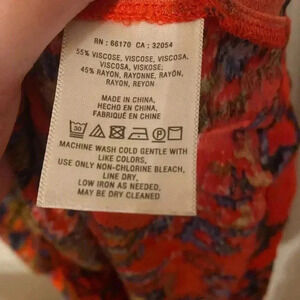 RN : 66170 CA : 32054
55% VISCOSE, VISCOSE, VISCOSA,
VISCOSA, VISKOSE;
45% RAYON, RAYONNE, RAYÓN,
RAYON, REYON
MADE IN CHINA,
HECHO EN CHINA,
FABRIQUÉ EN CHINE
30
P
MACHINE WASH COLD GENTLE WITH
LIKE COLORS,
USE ONLY NON-CHLORINE BLEACH,
LINE DRY,
LOW IRON AS NEEDED,
MAY BE DRY CLEANED